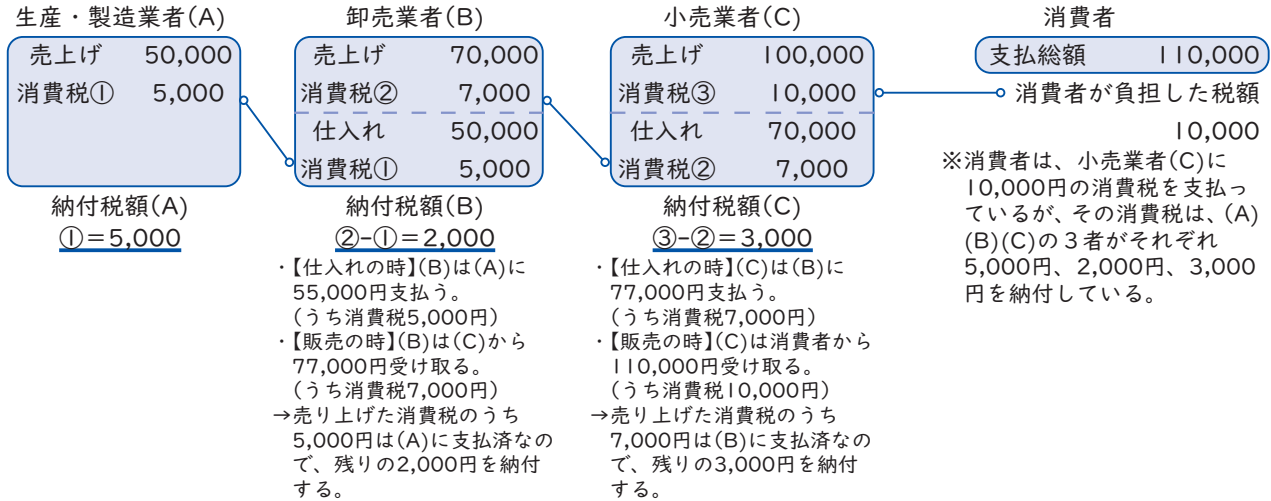 生産・製造業者(A)
売上げ 50,000
消費税① 5,000
納付税額(A)
①=5,000
卸売業者(B)
売上げ 70,000
消費税② 7,000
仕入れ 50,000
消費税① 5,000
納付税額(B)
②-①=2,000
・【仕入れの時】(B)は(A)に
55,000円支払う。
(うち消費税5,000円)
・【販売の時】(B)は(C)から
77,000円受け取る。
(うち消費税7,000円)
→売り上げた消費税のうち
5,000円は(A)に支払済なの
で、残りの2,000円を納付
する。
小売業者(C)
売上げ 100,000
消費税③ 10,000
仕入れ 70,000
消費税② 7,000
納付税額(C)
③-②=3,000
・【仕入れの時】(C)は(B)に
77,000円支払う。
(うち消費税7,000円)
・【販売の時】(C)は消費者から
110,000円受け取る。
(うち消費税10,000円)
→売り上げた消費税のうち
7,000円は(B)に支払済なの
で、残りの3,000円を納付
する。
消費者
支払総額 110,000
消費者が負担した税額
10,000
※消費者は、小売業者(C)に
10,000円の消費税を支払っ
ているが、その消費税は、(A)
(B)(C)の3者がそれぞれ
5,000円、2,000円、3,000
円を納付している。